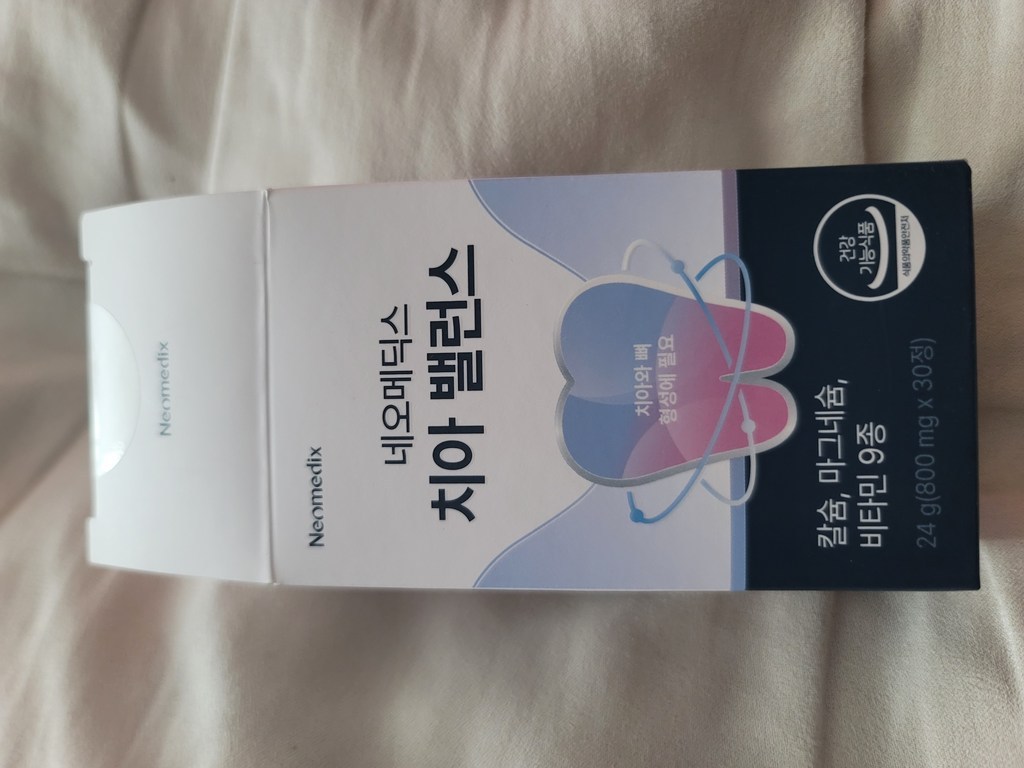 Neomedix
Neomedix
네오메딕스
치아 밸런스
치아와 뼈
형성에 필요
칼슘, 마그네슘,
비타민 9종
24 g(800 mg x 30정)
건강
기능식품
식품의약품안전처